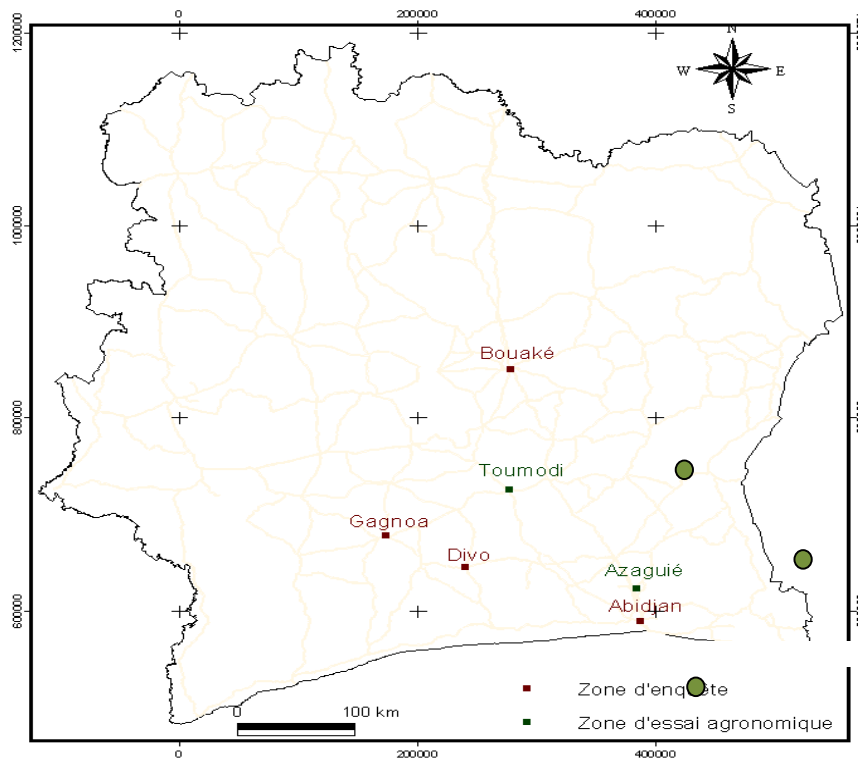 0 200000 400000
N
W E
S
1200000
1000000
800000
600000
Bouaké
Toumodi
Gagnoa
Divo
Azaguié
Abidjan
Zone d'enquête
0 100 km
Zone d'essai agronomique
0 200000 400000